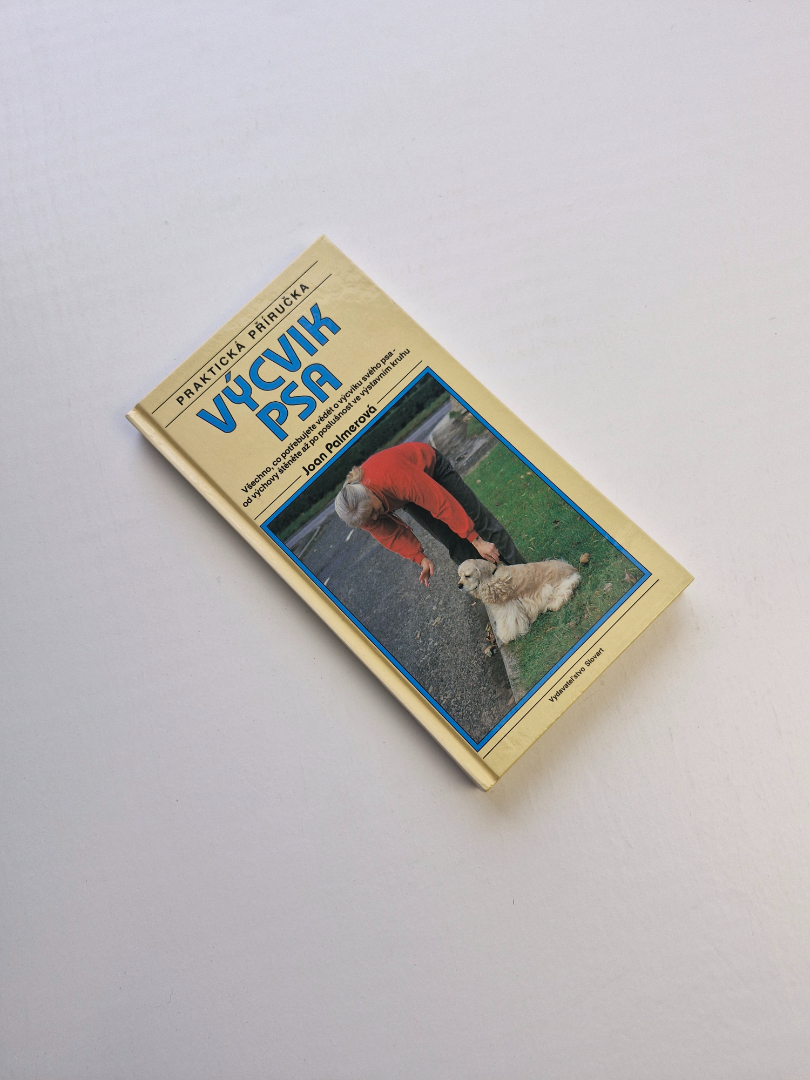 PRAKTICKÁ PŘÍRUČKA
VÝCVIK
PSA
Všechno, co potřebujete vědět o výcviku svého psa -
od výchovy štěněte až po poslušnost ve výstavním kruhu
Joan Palmerová
Vydavateľstvo Slovart